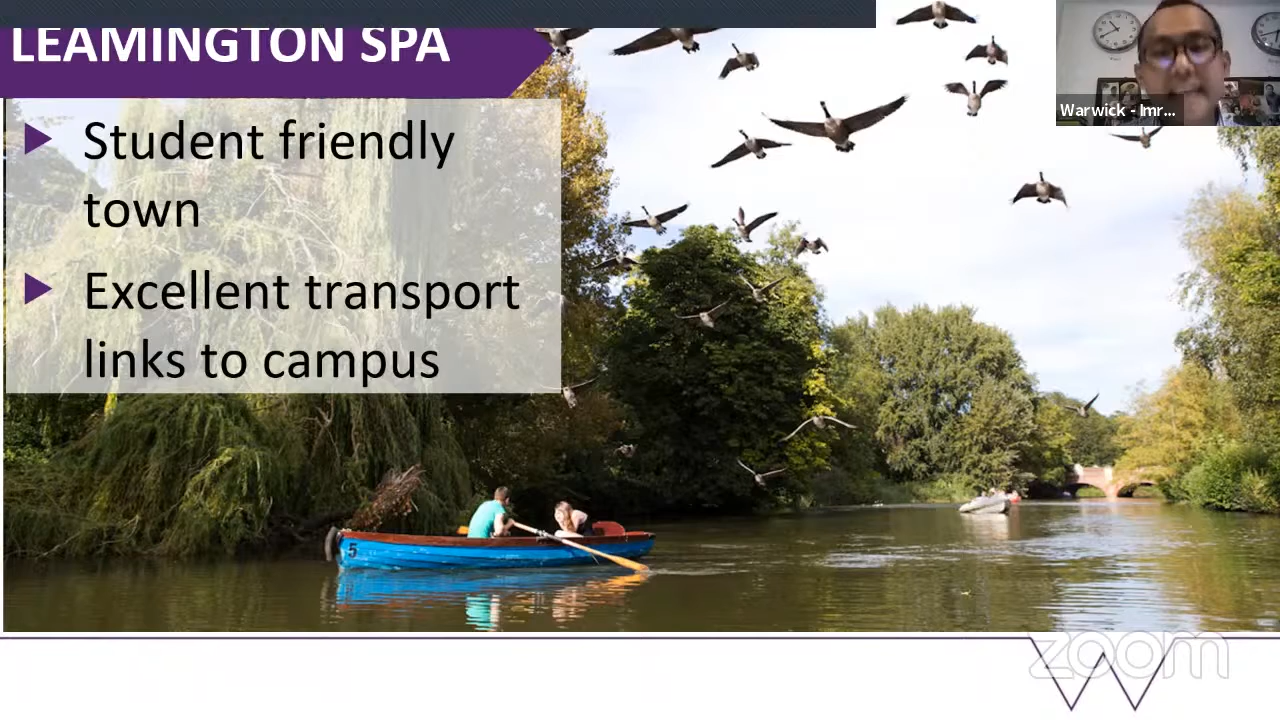 LEAMINGTON SPA
Warwick - Imr...
Student friendly
town
Excellent transport
links to campus
5
zoom